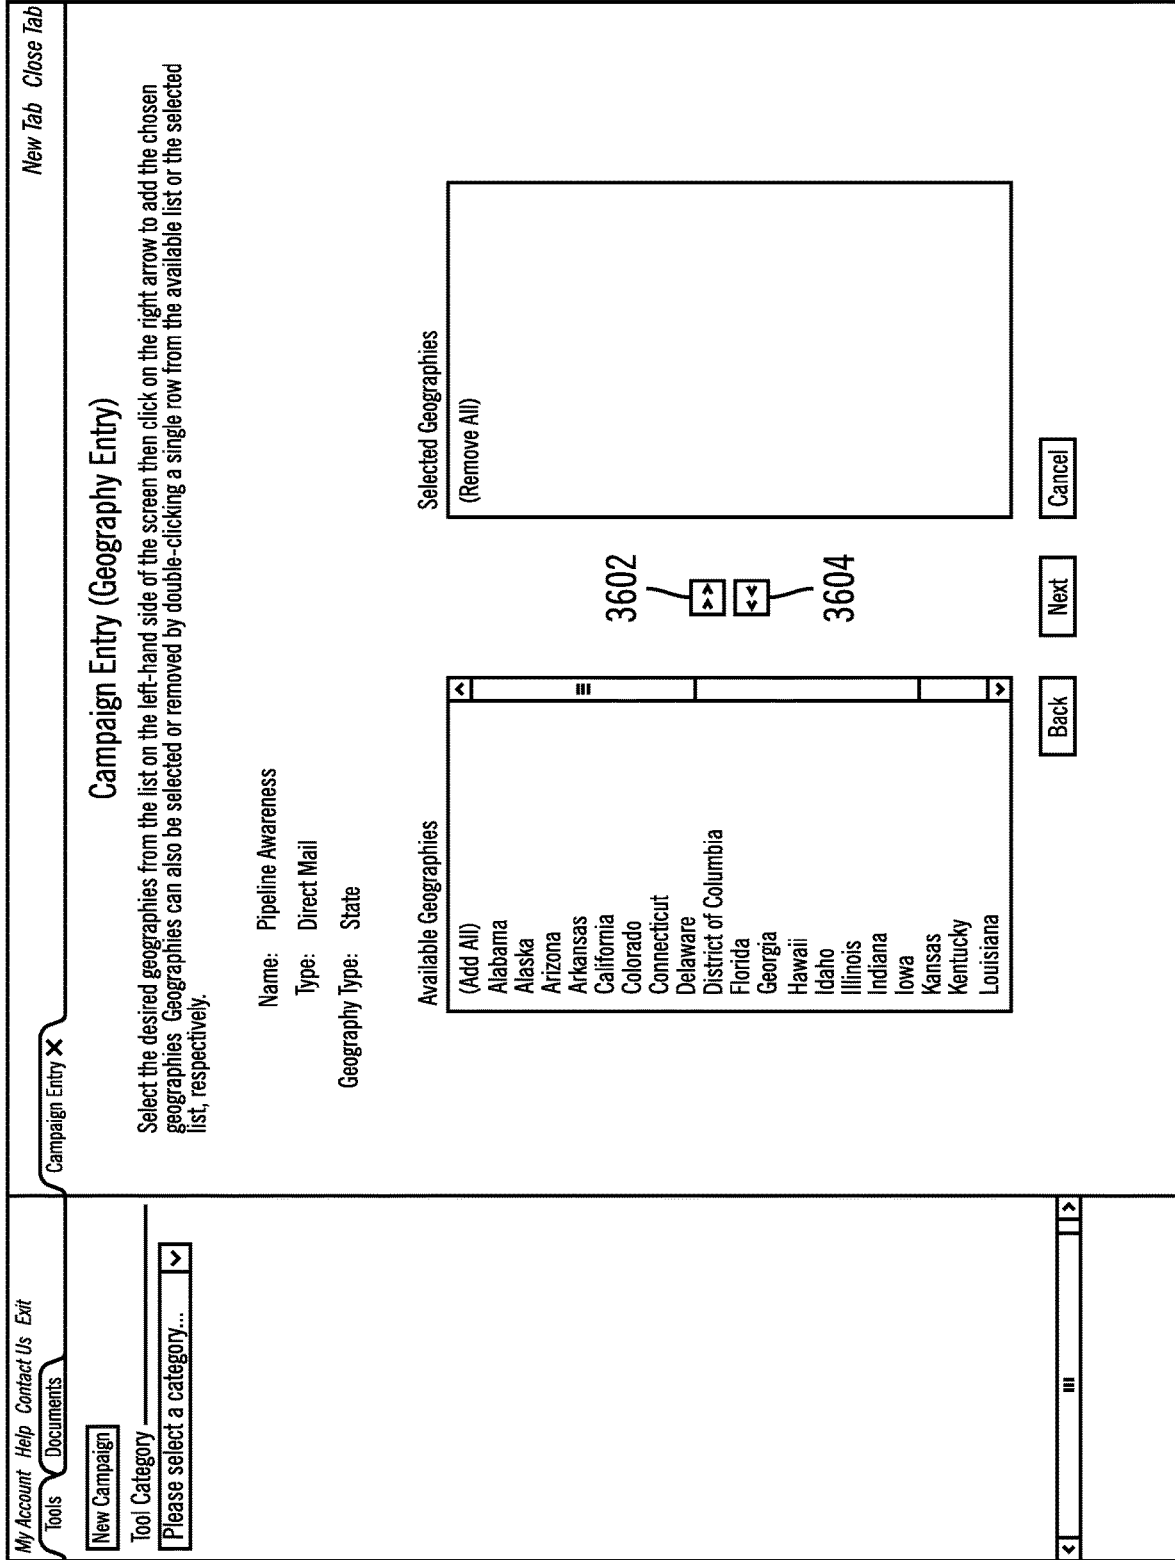 My Account Help Contact Us Exit
New Tab Close Tab
Tools Documents
Campaign Entry X
New Campaign
Tool Category
Please select a category...
Campaign Entry (Geography Entry)
Select the desired geographies from the list on the left-hand side of the screen then click on the right arrow to add the chosen
geographies Geographies can also be selected or removed by double-clicking a single row from the available list or the selected
list, respectively.
Name: Pipeline Awareness
Type: Direct Mail
Geography Type: State
Available Geographies
(Add All)
Alabama
Alaska
Arizona
Arkansas
California
Colorado
Connecticut
Delaware
District of Columbia
Florida
Georgia
Hawaii
Idaho
Illinois
Indiana
Iowa
Kansas
Kentucky
Louisiana
3602
>>
<<
3604
Selected Geographies
(Remove All)
Back
Next
Cancel